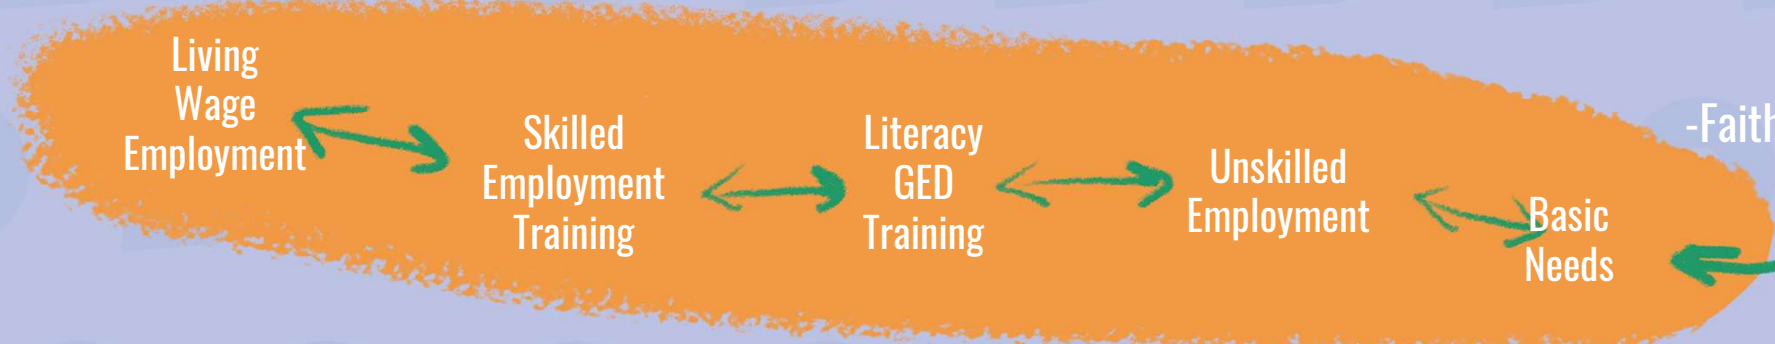 Living
Wage
Employment
Skilled
Employment
Training
Literacy
GED
Training
Unskilled
Employment
Basic
Needs
-Faith